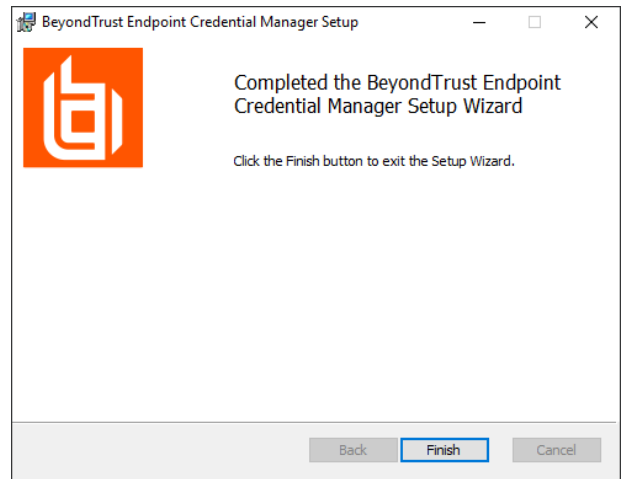 BeyondTrust Endpoint Credential Manager Setup
Completed the BeyondTrust Endpoint
Credential Manager Setup Wizard
Click the Finish button to exit the Setup Wizard.
Back
Finish
Cancel